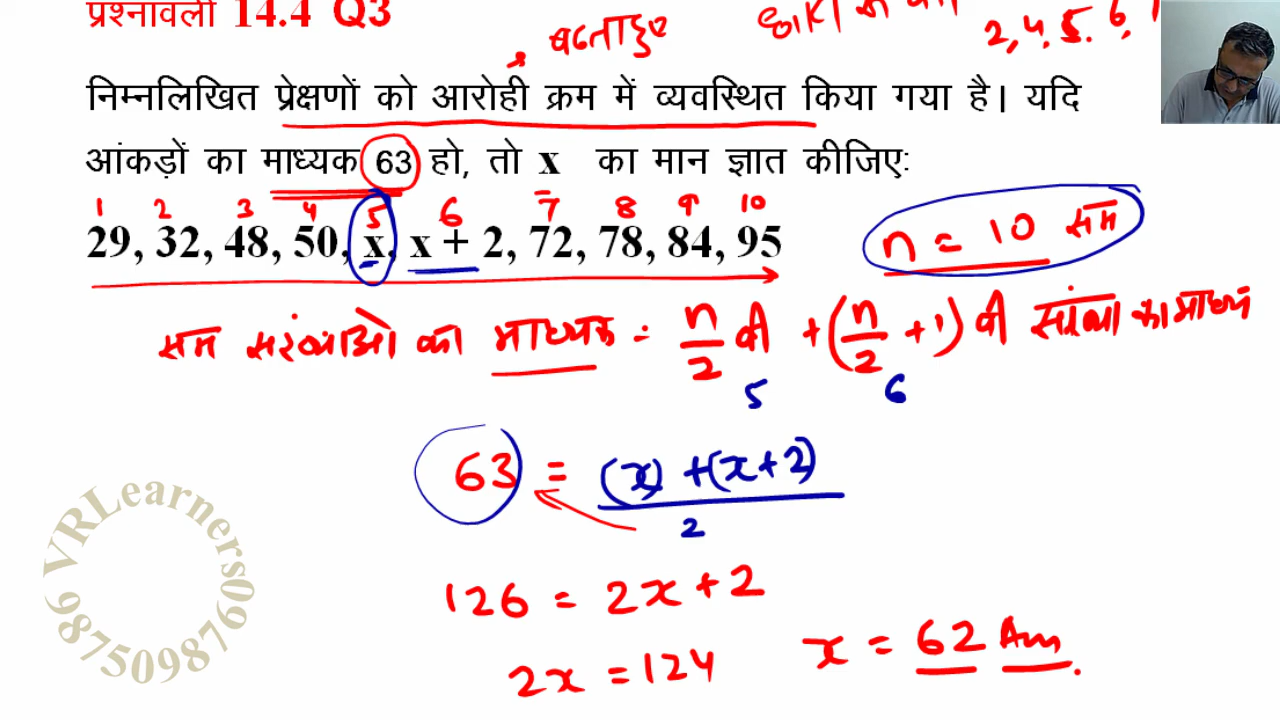 प्रश्नावली 14.4 Q3
बढ़ते हुए
2, 4, 5, 6,
निम्नलिखित प्रेक्षणों को आरोही क्रम में व्यवस्थित किया गया है। यदि
आंकड़ों का माध्यक 63 हो, तो x का मान ज्ञात कीजिए:
1 2 3 4 5 6 7 8 9 10
29, 32, 48, 50, x, x + 2, 72, 78, 84, 95
n = 10 सम
सम संख्याओ का माध्यक = n/2 वी + (n/2 + 1) वी संख्या का माध्य
5 6
63 = (x) + (x+2)
2
126 = 2x + 2
2x = 124
x = 62 Ans.
VRLearners09
9875098760